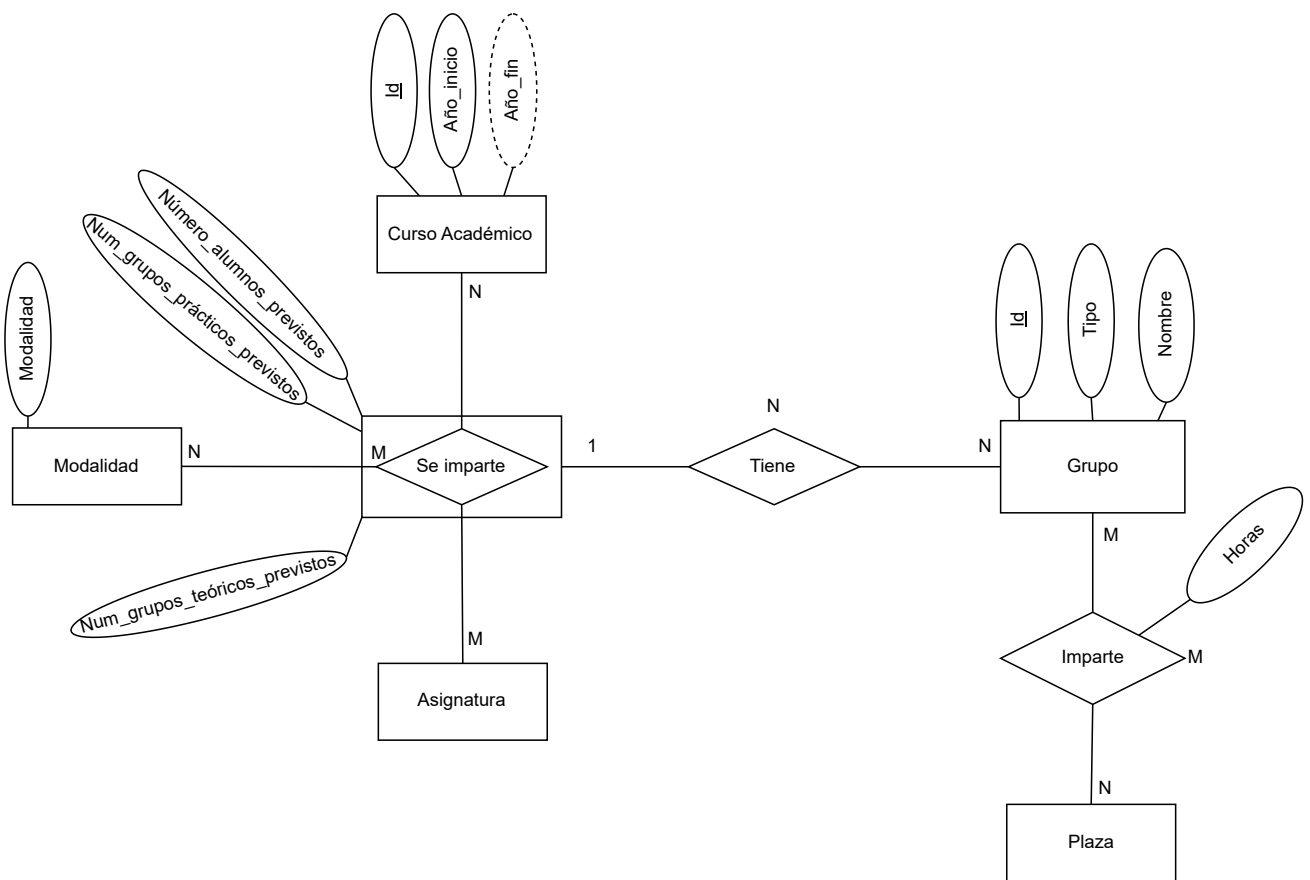 Id
Año_inicio
Año_fin
Curso Académico
N
Número_alumnos_previstos
Num_grupos_prácticos_previstos
Modalidad
Modalidad
N
M
Se imparte
1
N
Tiene
N
Id
Tipo
Nombre
Grupo
Num_grupos_teóricos_previstos
M
Asignatura
M
Horas
Imparte
M
N
Plaza